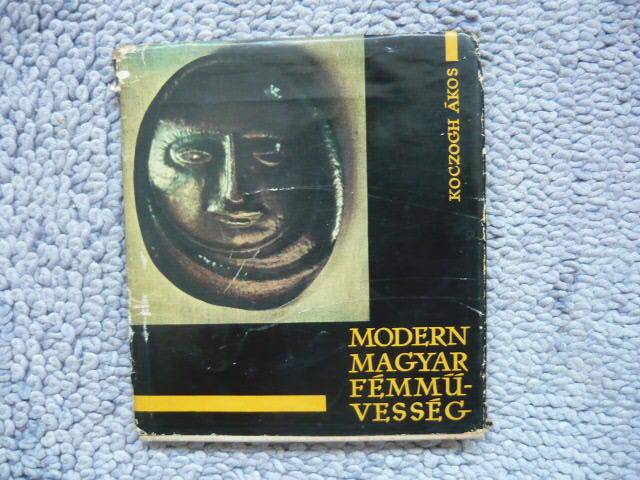 KOCZOGH ÁKOS
MODERN
MAGYAR
FÉMMŰ-
VESSÉG